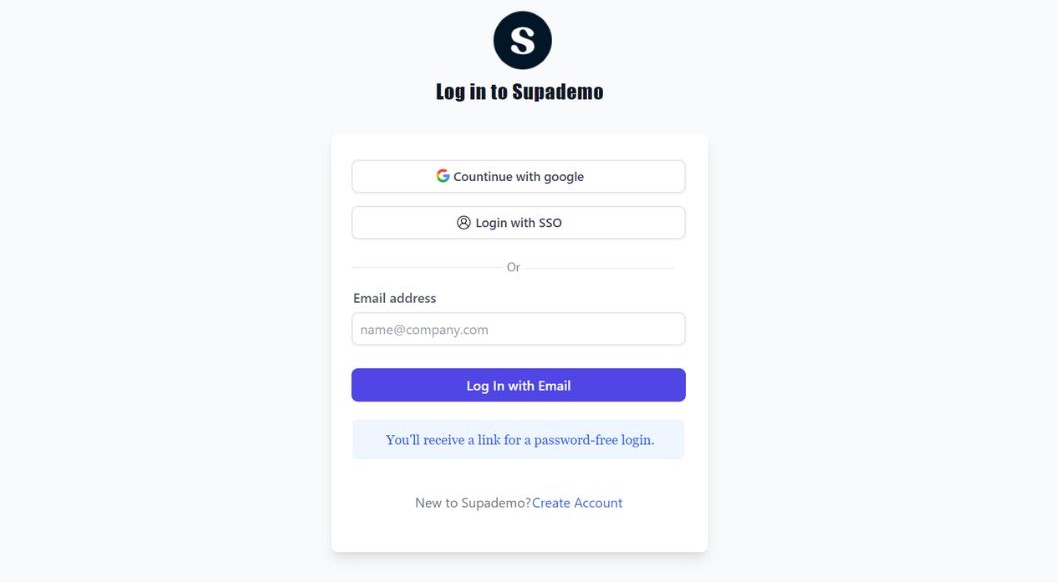 S
Log in to Supademo
Countinue with google
Login with SSO
Or
Email address
name@company.com
Log In with Email
You'll receive a link for a password-free login.
New to Supademo?Create Account